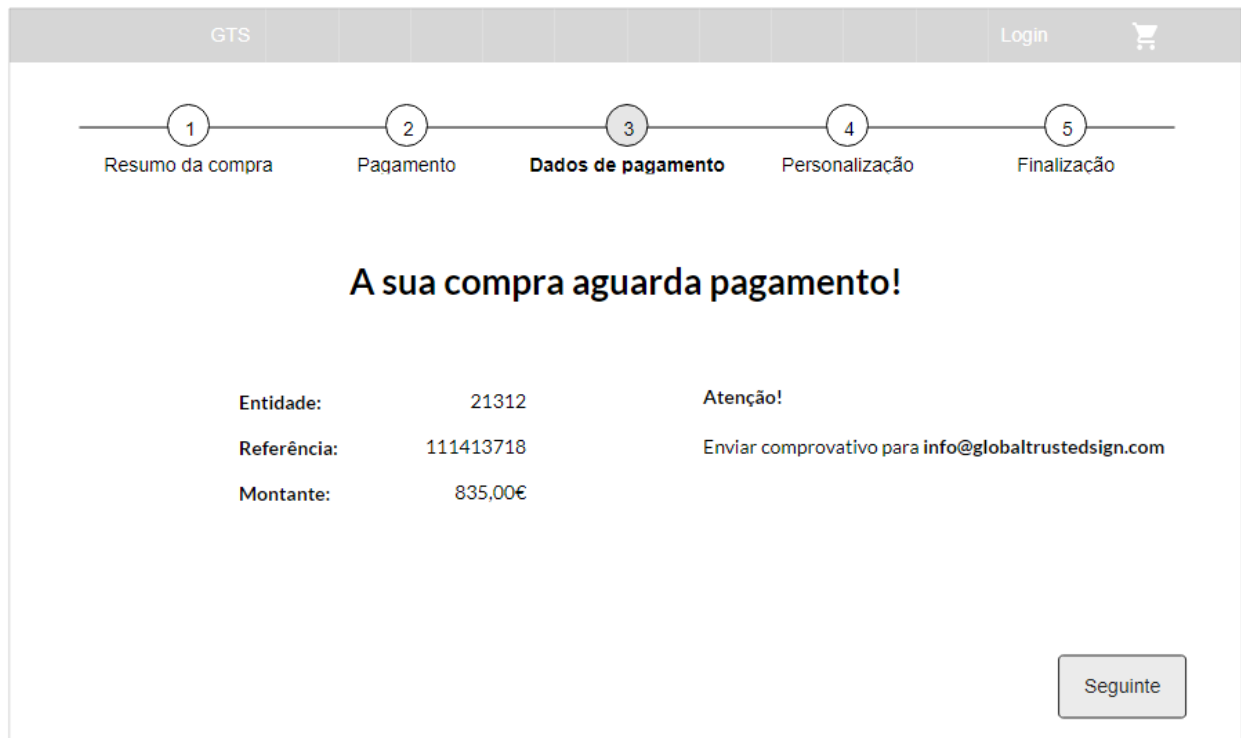 GTS Login
1 2 3 4 5
Resumo da compra Pagamento Dados de pagamento Personalização Finalização
A sua compra aguarda pagamento!
Entidade: 21312
Referência: 111413718
Montante: 835,00€
Atenção!
Enviar comprovativo para info@globaltrustedsign.com
Seguinte